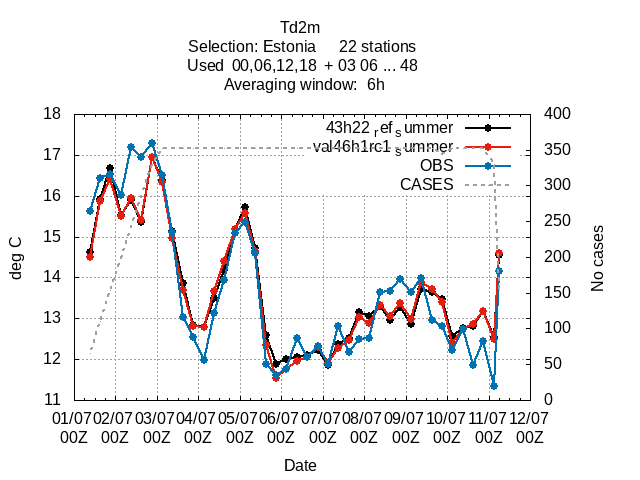 Td2m
Selection: Estonia 22 stations
Used 00,06,12,18 + 03 06 ... 48
Averaging window: 6h
18
17
16
15
14
13
12
11
400
350
300
250
200
150
100
50
0
deg C
No cases
43h22refsummer
val46h1rc1summer
OBS
CASES
01/07 02/07 03/07 04/07 05/07 06/07 07/07 08/07 09/07 10/07 11/07 12/07
00Z 00Z 00Z 00Z 00Z 00Z 00Z 00Z 00Z 00Z 00Z 00Z
Date